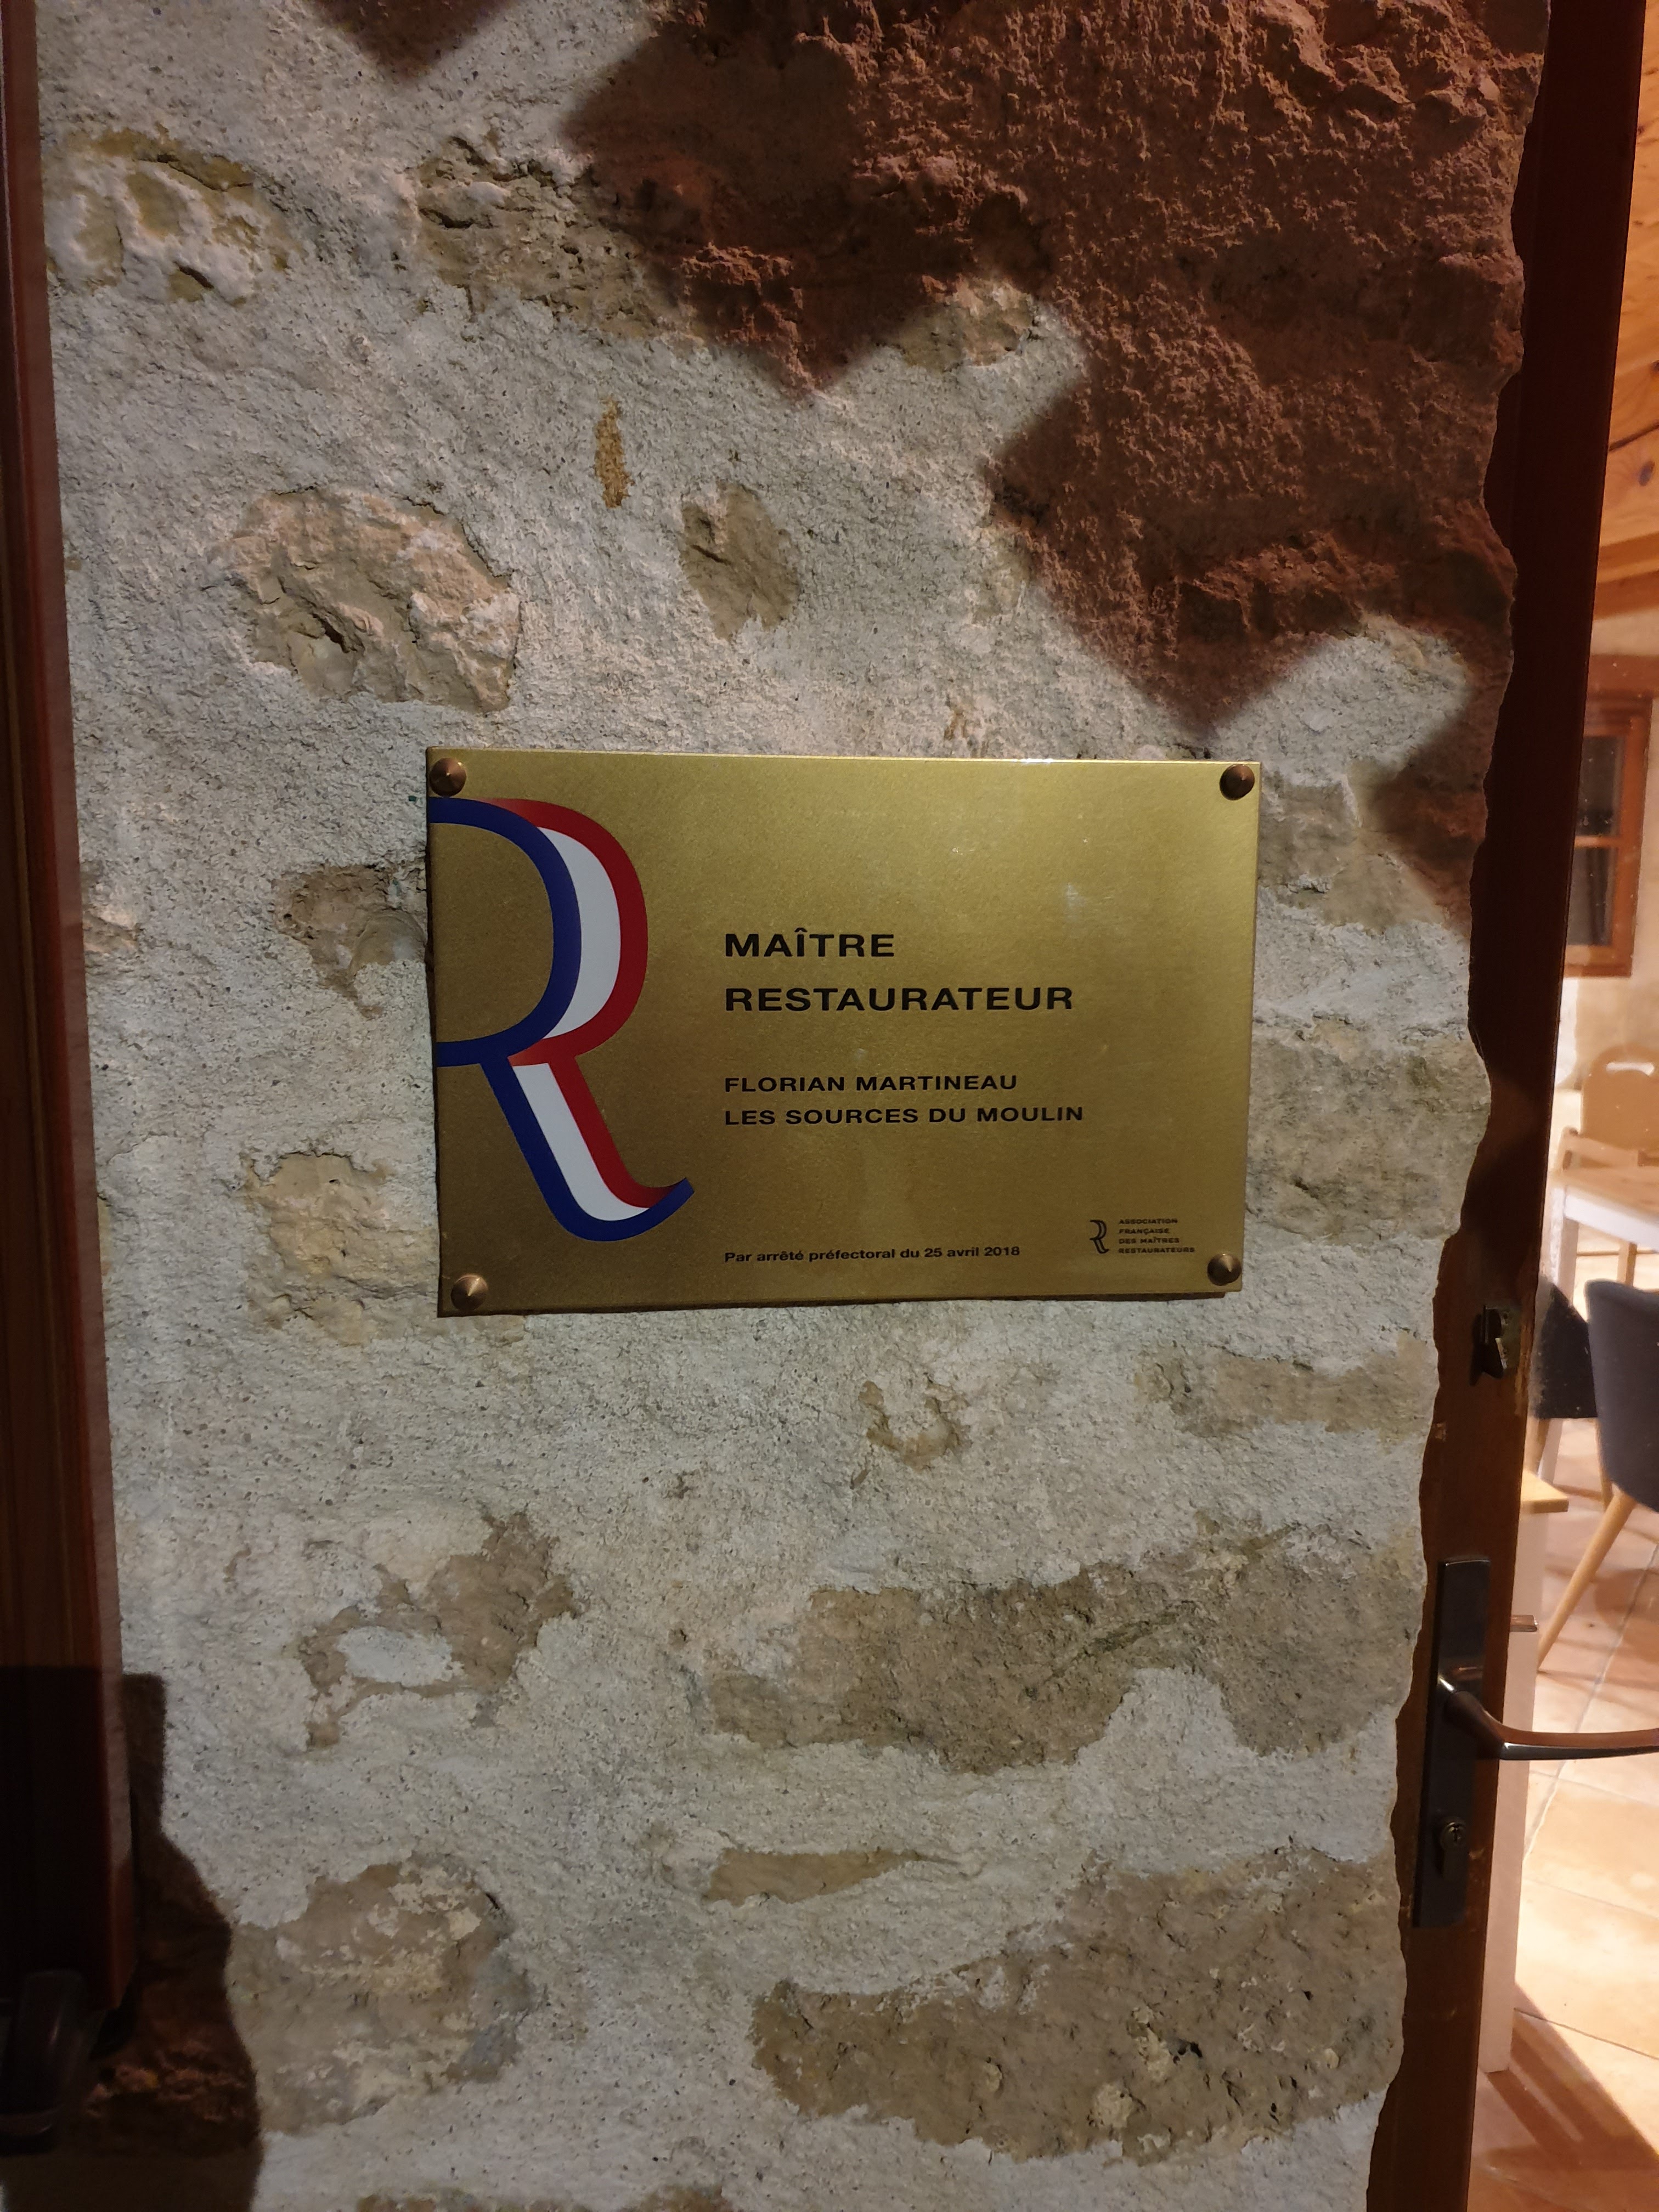 MAÎTRE
RESTAURATEUR
FLORIAN MARTINEAU
LES SOURCES DU MOULIN
Par arrêté préfectoral du 25 avril 2018
R
ASSOCIATION
FRANÇAISE
DES MAÎTRES
RESTAURATEURS